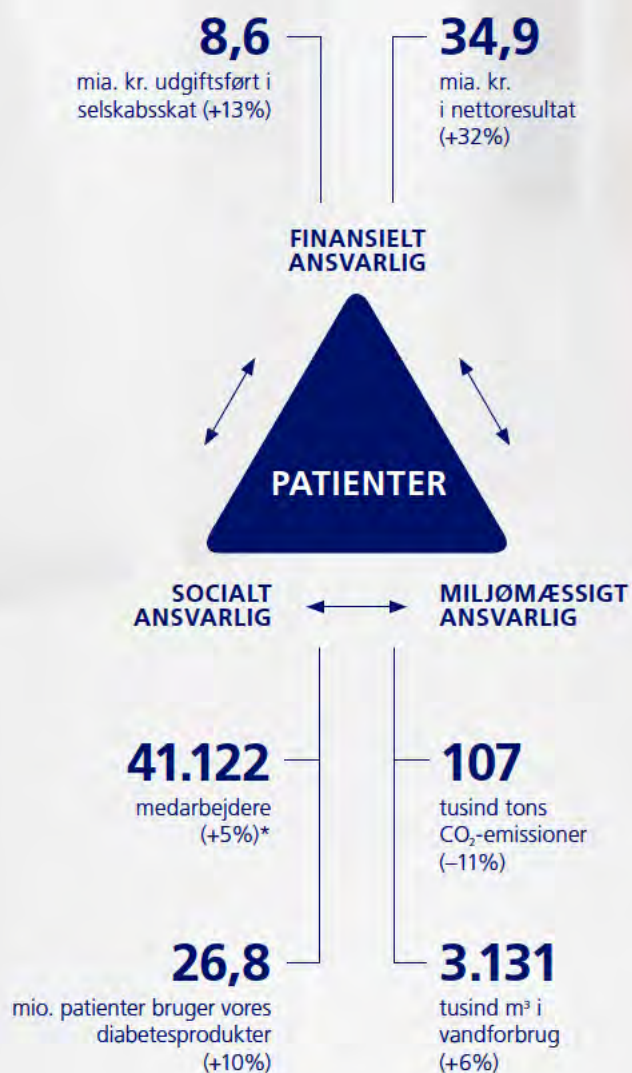 8,6
mia. kr. udgiftsført i
selskabsskat (+13%)
34,9
mia. kr.
i nettoresultat
(+32%)
FINANSIELT
ANSVARLIG
PATIENTER
SOCIALT
ANSVARLIG
MILJØMÆSSIGT
ANSVARLIG
41.122
medarbejdere
(+5%)*
107
tusind tons
CO₂-emissioner
(–11%)
26,8
mio. patienter bruger vores
diabetesprodukter
(+10%)
3.131
tusind m³ i
vandforbrug
(+6%)